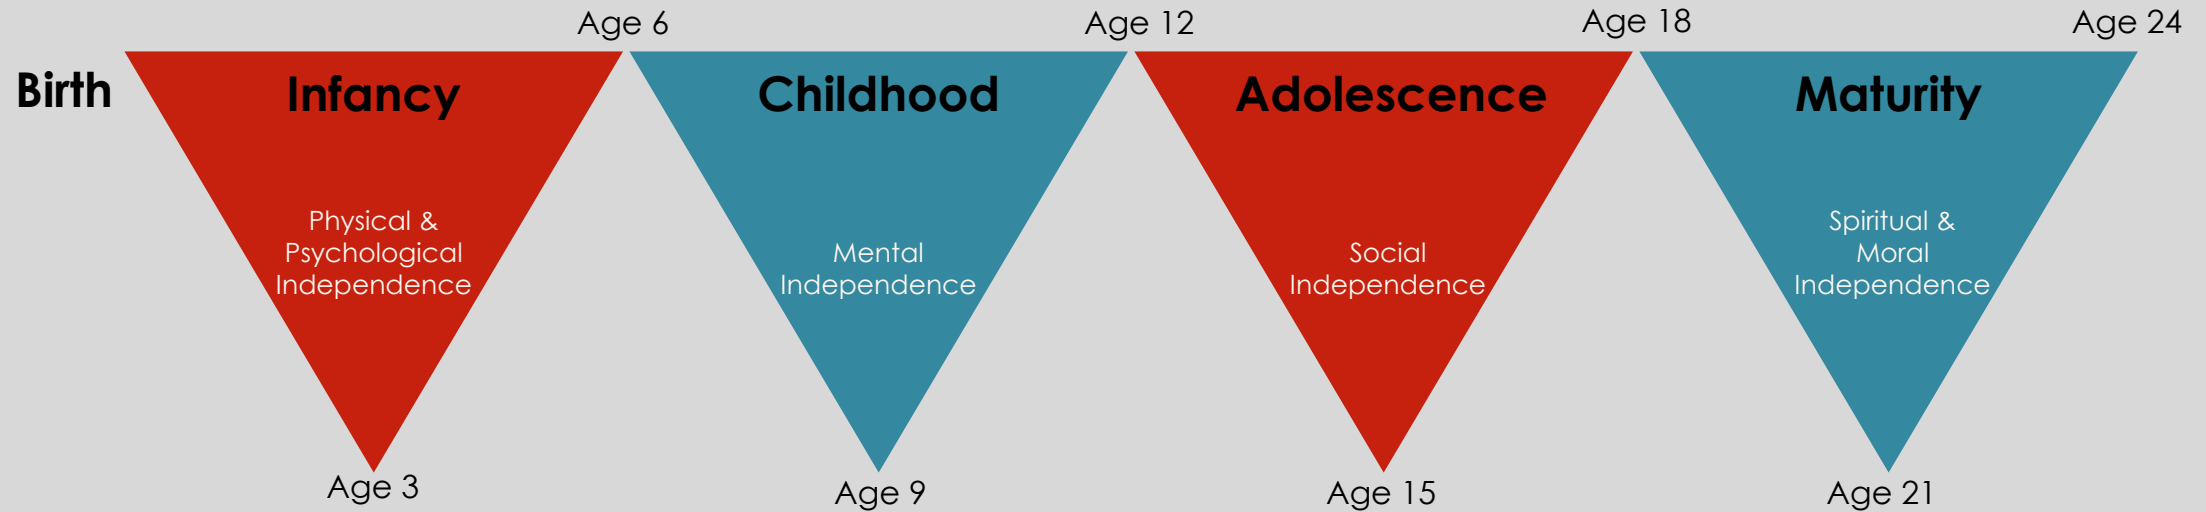 Age 6
Age 12
Age 18
Age 24
Birth
Infancy
Childhood
Adolescence
Maturity
Physical &
Psychological
Independence
Mental
Independence
Social
Independence
Spiritual &
Moral
Independence
Age 3
Age 9
Age 15
Age 21